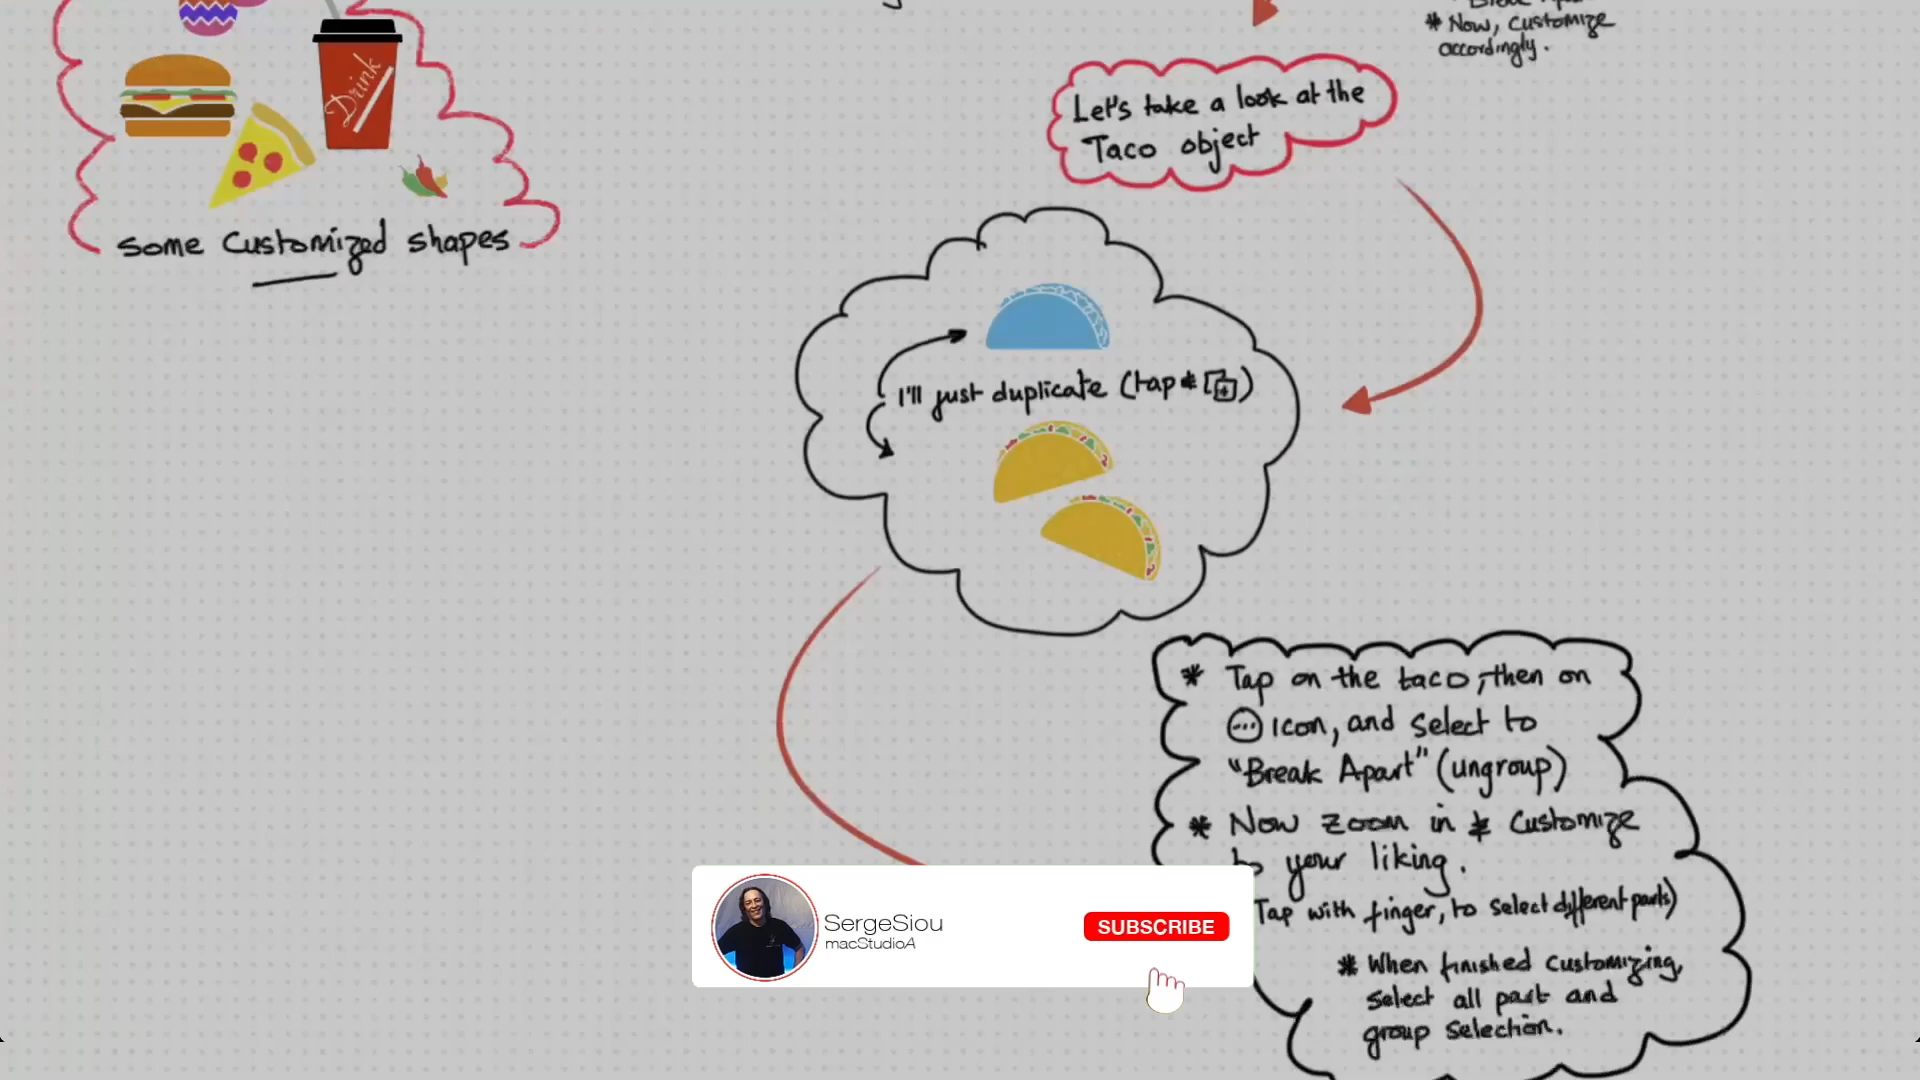 * Now, customize
accordingly.
Drink
Let's take a look at the
Taco object
Some Customized shapes
I'll just duplicate (tap &
* Tap on the taco, then on
icon, and select to
"Break Apart" (ungroup)
* Now zoom in & customize
to your liking.
Tap with finger, to select different parts)
* When finished customizing,
select all part and
group selection.
SergeSiou
macStudioA
SUBSCRIBE